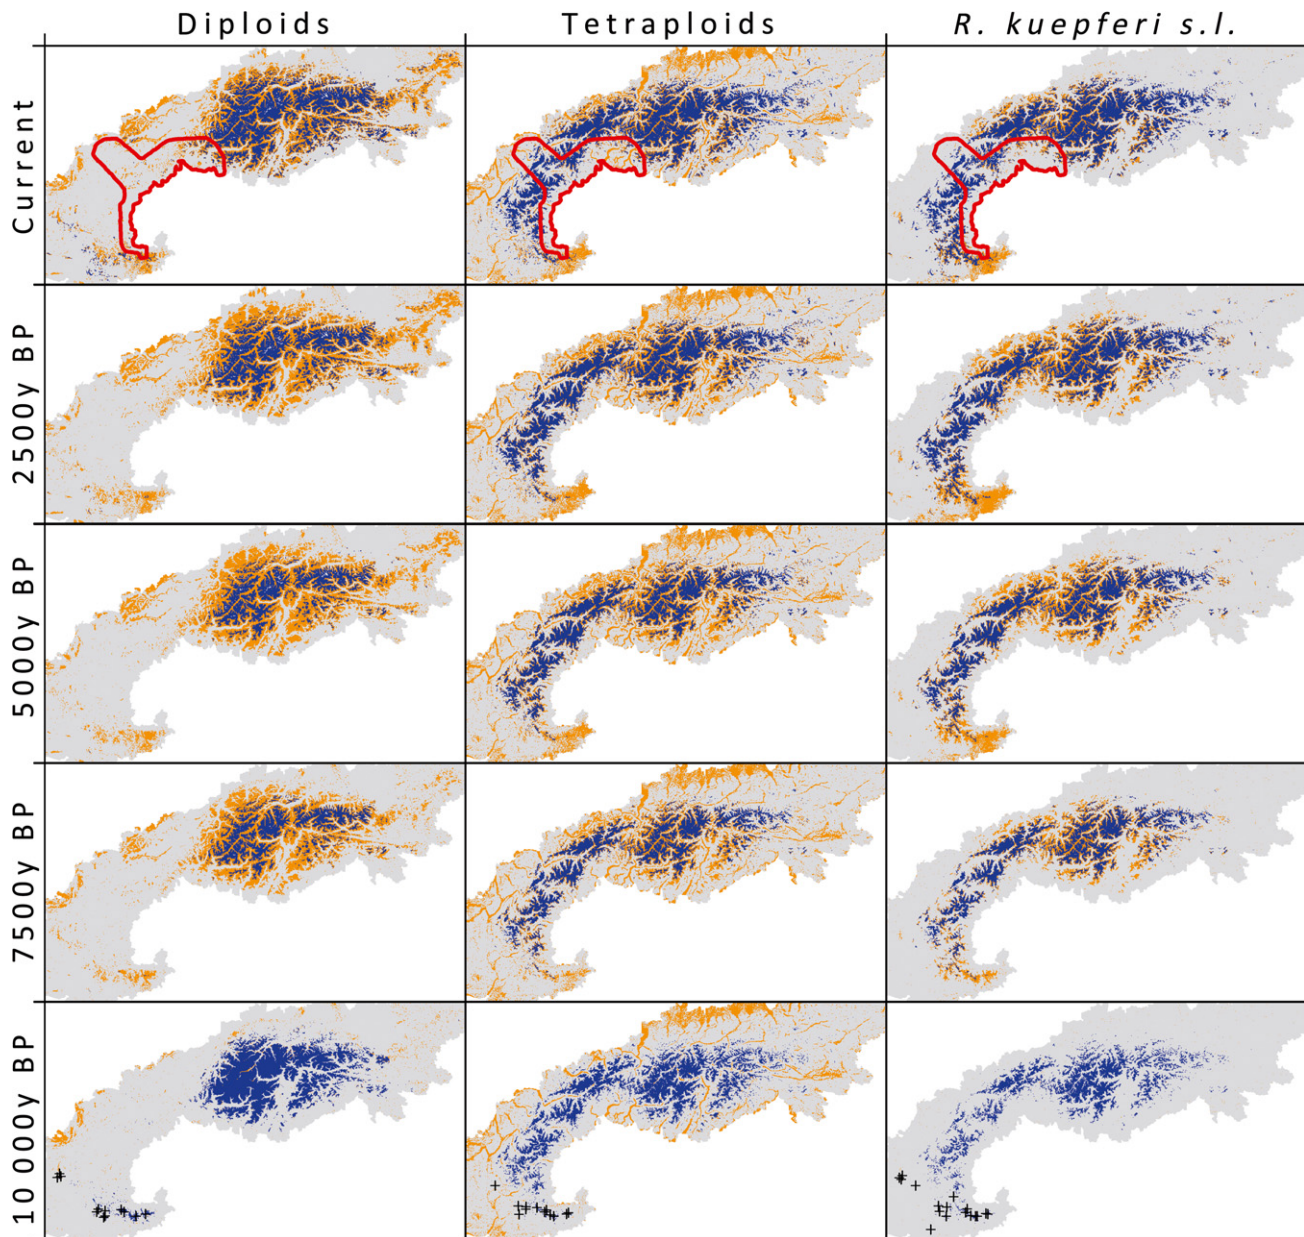 Diploids
Tetraploids
R. kuepferi s.l.
Current
2500y BP
5000y BP
7500y BP
10 000y BP